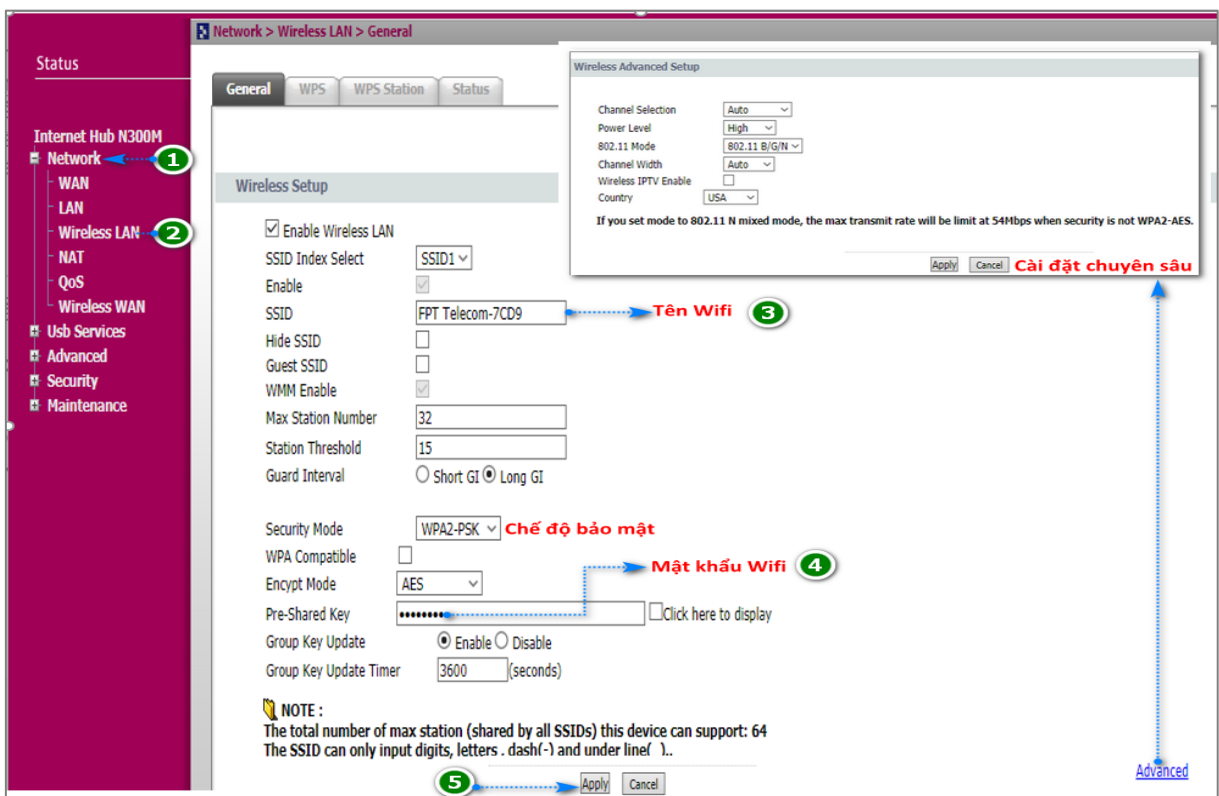 Network > Wireless LAN > General
Status
Internet Hub N300M
Network 1
WAN
LAN
Wireless LAN 2
NAT
QoS
Wireless WAN
Usb Services
Advanced
Security
Maintenance
General WPS WPS Station Status
Wireless Setup
Enable Wireless LAN
SSID Index Select SSID1
Enable
SSID FPT Telecom-7CD9 Tên Wifi 3
Hide SSID
Guest SSID
WMM Enable
Max Station Number 32
Station Threshold 15
Guard Interval Short GI Long GI
Security Mode WPA2-PSK Chế độ bảo mật
WPA Compatible
Mật khẩu Wifi 4
Encypt Mode AES
Pre-Shared Key •••••••• Click here to display
Group Key Update Enable Disable
Group Key Update Timer 3600 (seconds)
NOTE :
The total number of max station (shared by all SSIDs) this device can support: 64
The SSID can only input digits, letters , dash(-) and under line(_)..
5 Apply Cancel
Wireless Advanced Setup
Channel Selection Auto
Power Level High
802.11 Mode 802.11 B/G/N
Channel Width Auto
Wireless IPTV Enable
Country USA
If you set mode to 802.11 N mixed mode, the max transmit rate will be limit at 54Mbps when security is not WPA2-AES.
Apply Cancel Cài đặt chuyên sâu
Advanced